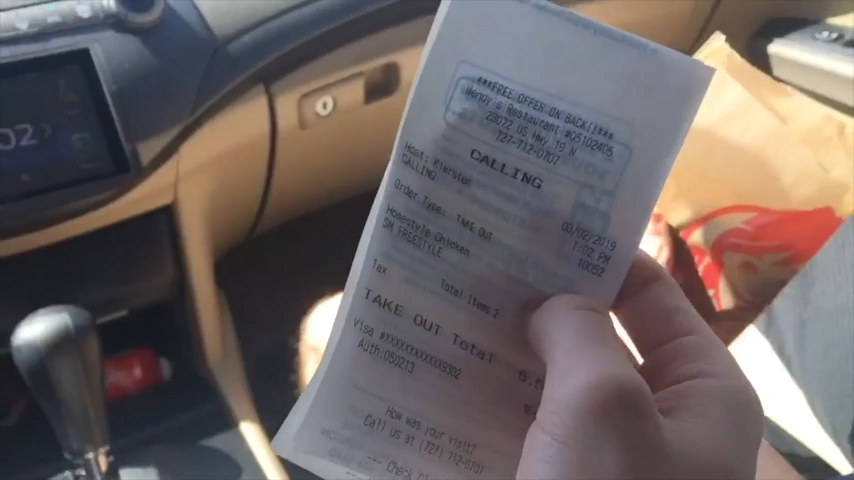 ***FREE OFFER ON BACK!)***
Wendy's Restaurant #05102405
28072 US Hwy 19 N
727-712-0707
CALLING
Host: Kiersten
CALLING
03/02/2019
1:02 PM
10052
Order Type: TAKE OUT
Homestyle Chicken
SM FREESTYLE
Total Items 2
Tax
TAKE OUT Total 6.
Visa #XXXXXXXXXXXX9302
Auth:050213
How was your visit?
Call us at (727) 712-0707
--- Check
02